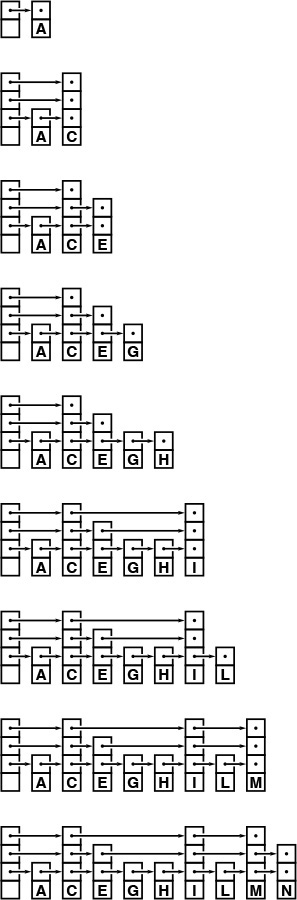 A
A C
A C E
A C E G
A C E G H
A C E G H I
A C E G H I L
A C E G H I L M
A C E G H I L M N